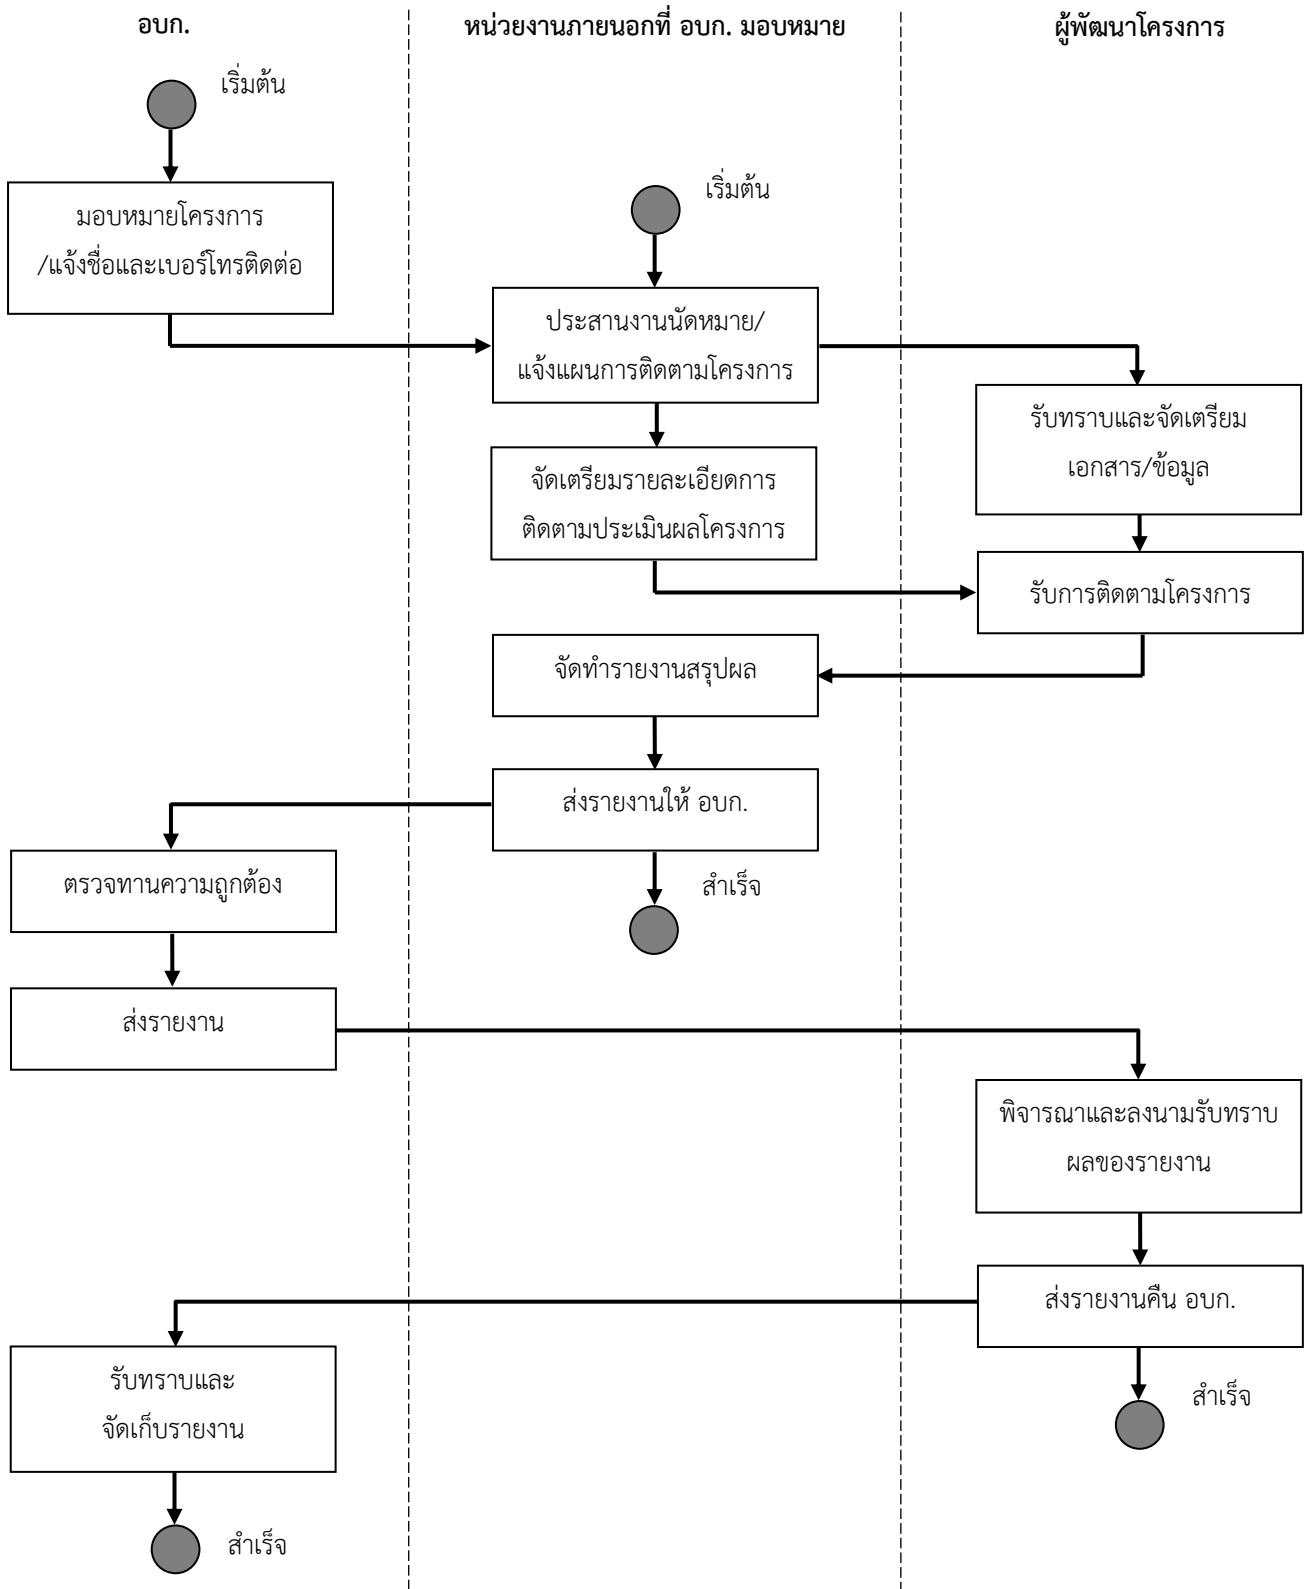 อบก.
หน่วยงานภายนอกที่ อบก. มอบหมาย
ผู้พัฒนาโครงการ
เริ่มต้น
มอบหมายโครงการ
/แจ้งชื่อและเบอร์โทรติดต่อ
เริ่มต้น
ประสานงานนัดหมาย/
แจ้งแผนการติดตามโครงการ
รับทราบและจัดเตรียม
เอกสาร/ข้อมูล
จัดเตรียมรายละเอียดการ
ติดตามประเมินผลโครงการ
รับการติดตามโครงการ
จัดทำรายงานสรุปผล
ส่งรายงานให้ อบก.
ตรวจทานความถูกต้อง
สำเร็จ
ส่งรายงาน
พิจารณาและลงนามรับทราบ
ผลของรายงาน
ส่งรายงานคืน อบก.
รับทราบและ
จัดเก็บรายงาน
สำเร็จ
สำเร็จ